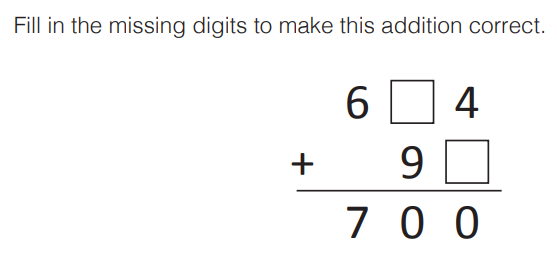 Fill in the missing digits to make this addition correct.
6 □ 4
+ 9 □
7 0 0